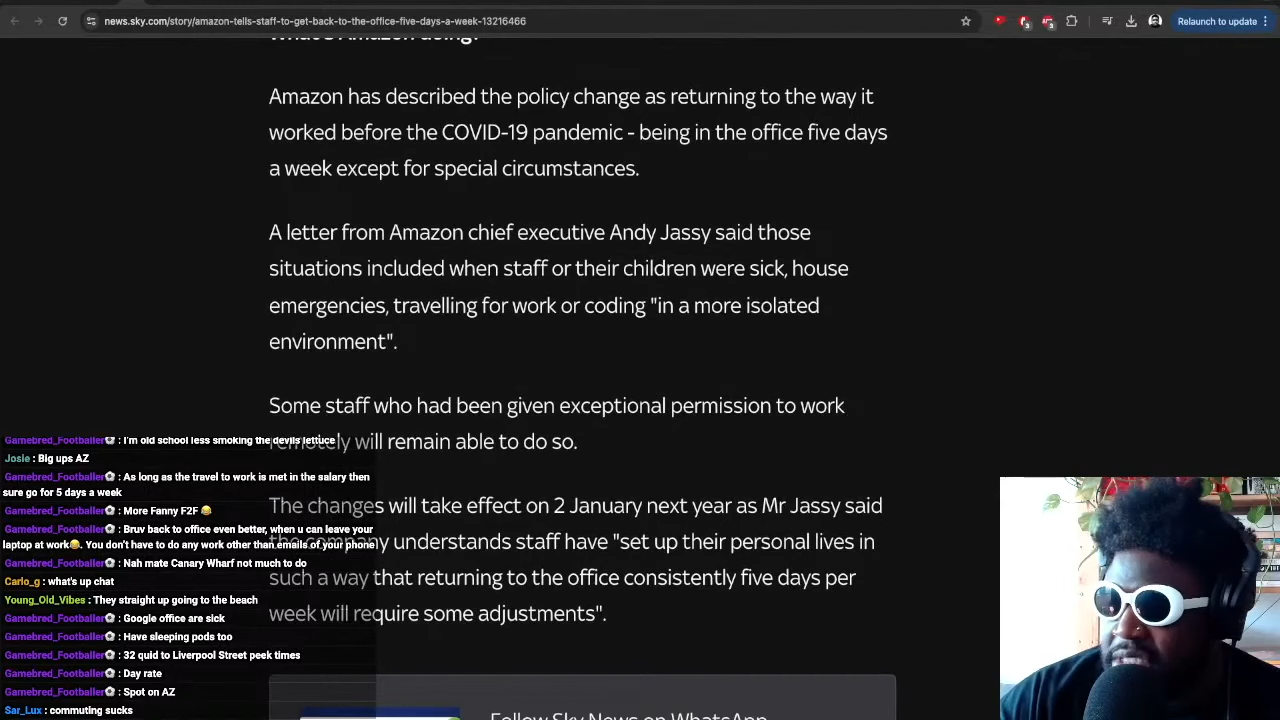 news.sky.com/story/amazon-tells-staff-to-get-back-to-the-office-five-days-a-week-13216466
Relaunch to update
What's Amazon doing?
Amazon has described the policy change as returning to the way it
worked before the COVID-19 pandemic - being in the office five days
a week except for special circumstances.
A letter from Amazon chief executive Andy Jassy said those
situations included when staff or their children were sick, house
emergencies, travelling for work or coding "in a more isolated
environment".
Some staff who had been given exceptional permission to work
remotely will remain able to do so.
The changes will take effect on 2 January next year as Mr Jassy said
the company understands staff have "set up their personal lives in
such a way that returning to the office consistently five days per
week will require some adjustments".
Follow Sky News on WhatsApp
Gamebred_Footballer⚽ : I'm old school less smoking the devils lettuce
Josie : Big ups AZ
Gamebred_Footballer⚽ : As long as the travel to work is met in the salary then
sure go for 5 days a week
Gamebred_Footballer⚽ : More Fanny F2F 😂
Gamebred_Footballer⚽ : Bruv back to office even better, when u can leave your
laptop at work😂. You don't have to do any work other than emails of your phone
Gamebred_Footballer⚽ : Nah mate Canary Wharf not much to do
Carlo_g : what's up chat
Young_Old_Vibes : They straight up going to the beach
Gamebred_Footballer⚽ : Google office are sick
Gamebred_Footballer⚽ : Have sleeping pods too
Gamebred_Footballer⚽ : 32 quid to Liverpool Street peek times
Gamebred_Footballer⚽ : Day rate
Gamebred_Footballer⚽ : Spot on AZ
Sar_Lux : commuting sucks